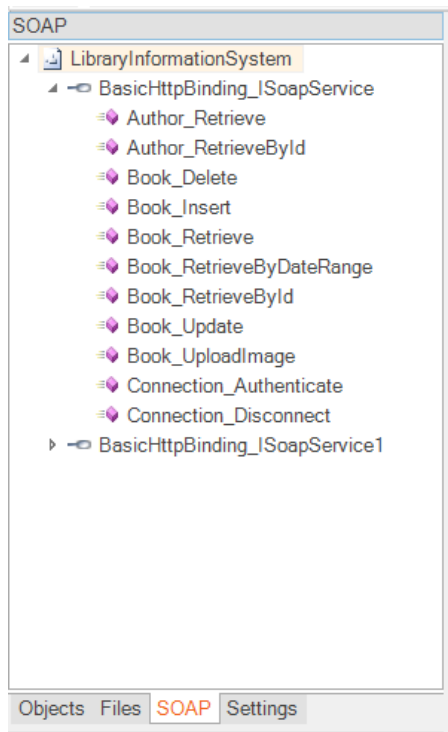 SOAP
LibraryInformationSystem
BasicHttpBinding_ISoapService
Author_Retrieve
Author_RetrieveById
Book_Delete
Book_Insert
Book_Retrieve
Book_RetrieveByDateRange
Book_RetrieveById
Book_Update
Book_UploadImage
Connection_Authenticate
Connection_Disconnect
BasicHttpBinding_ISoapService1
Objects Files SOAP Settings